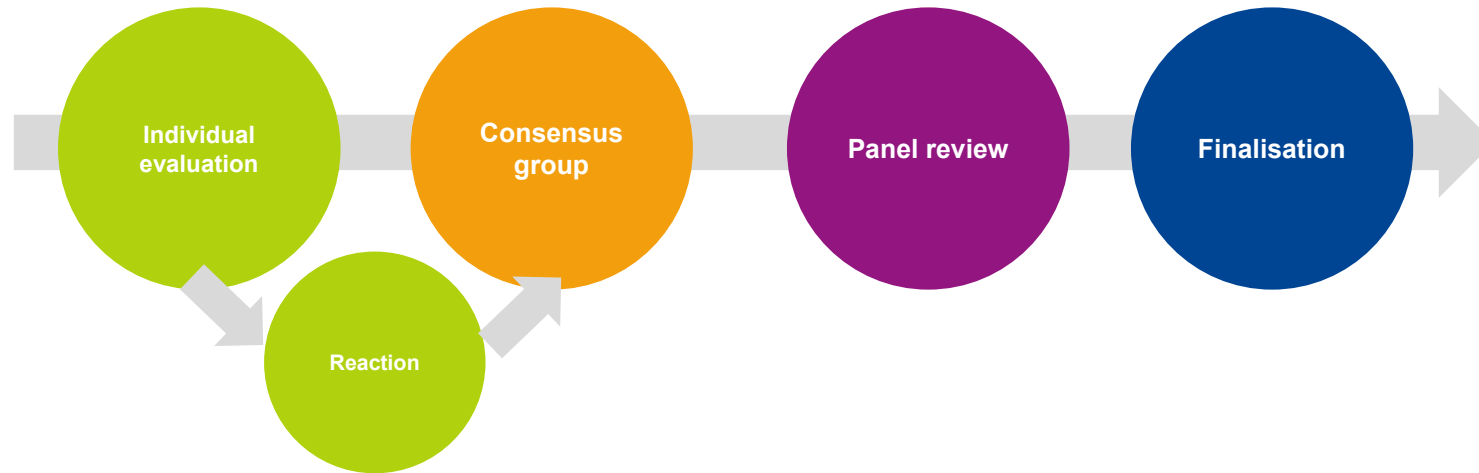 Individual
evaluation
Consensus
group
Panel review
Finalisation
Reaction